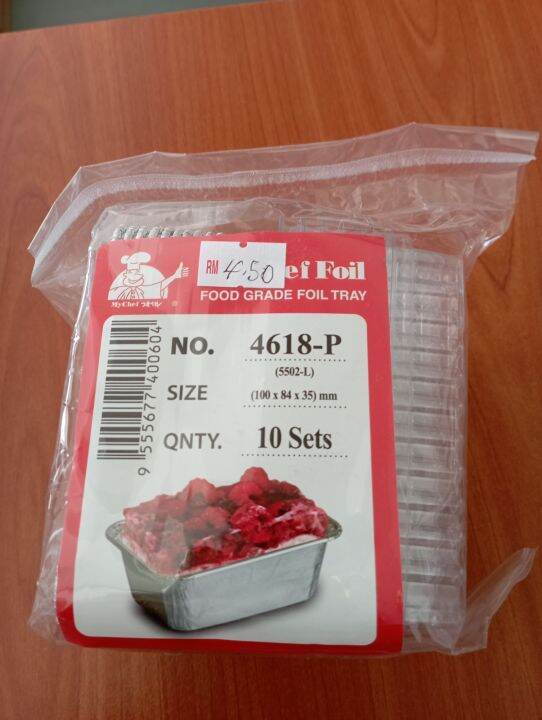 RM 4.50
ef Foil
FOOD GRADE FOIL TRAY
MyChef
®
NO. 4618-P
(5502-L)
SIZE (100 x 84 x 35) mm
QNTY. 10 Sets
9 555677 400604